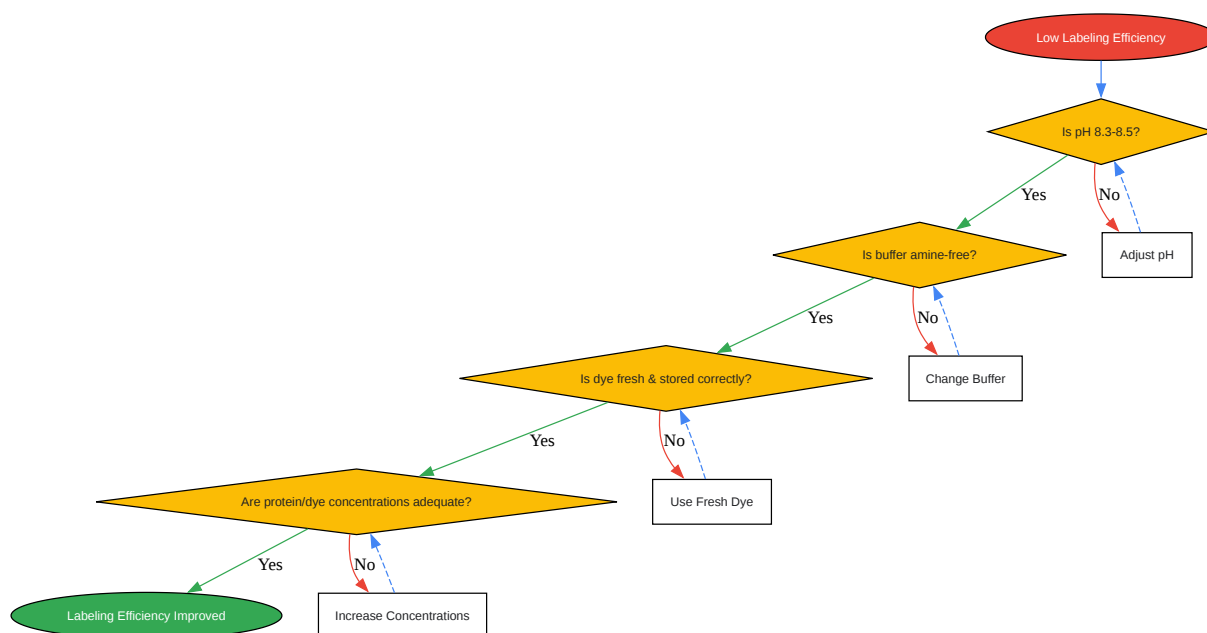 Low Labeling Efficiency
Is pH 8.3-8.5?
Yes
No
Is buffer amine-free?
Adjust pH
Yes
No
Is dye fresh & stored correctly?
Change Buffer
Yes
No
Are protein/dye concentrations adequate?
Use Fresh Dye
Yes
No
Labeling Efficiency Improved
Increase Concentrations